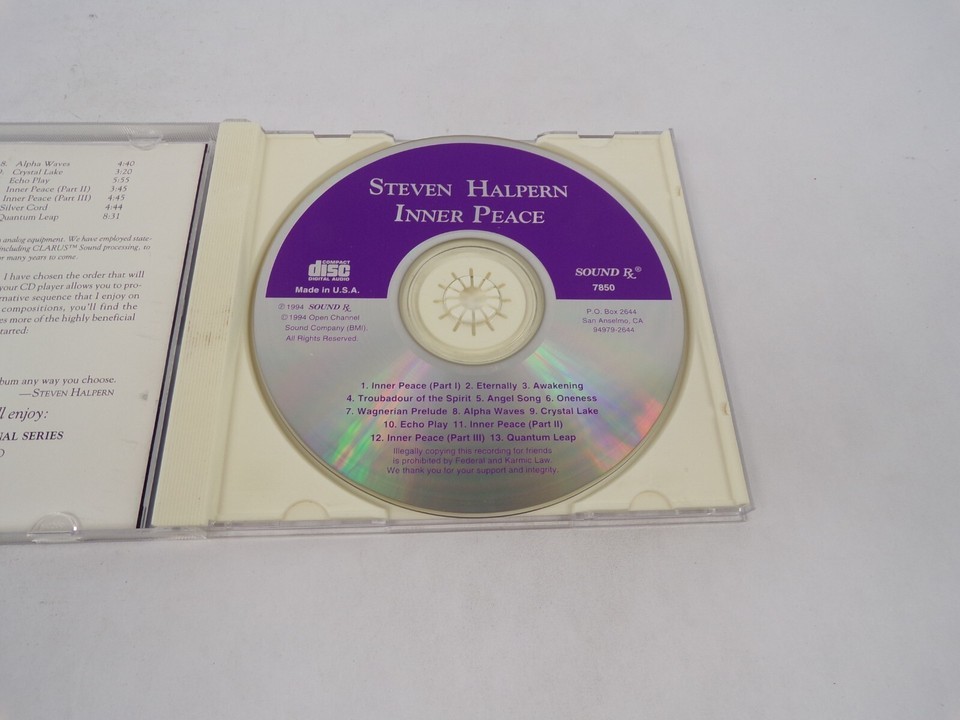 8. Alpha Waves 4:40
9. Crystal Lake 3:20
Echo Play 5:55
Inner Peace (Part II) 3:45
Inner Peace (Part III) 4:45
Silver Cord 4:44
Quantum Leap 8:31
analog equipment. We have employed state-
including CLARUS™ Sound processing, to
many years to come.
I have chosen the order that will
your CD player allows you to pro-
rnative sequence that I enjoy on
compositions, you'll find the
es more of the highly beneficial
tarted:
bum any way you choose.
—STEVEN HALPERN
ll enjoy:
NAL SERIES
STEVEN HALPERN
INNER PEACE
COMPACT
disc
DIGITAL AUDIO
Made in U.S.A.
SOUND Rx®
7850
℗ 1994 SOUND Rx
© 1994 Open Channel
Sound Company (BMI).
All Rights Reserved.
P.O. Box 2644
San Anselmo, CA
94979-2644
1. Inner Peace (Part I) 2. Eternally 3. Awakening
4. Troubadour of the Spirit 5. Angel Song 6. Oneness
7. Wagnerian Prelude 8. Alpha Waves 9. Crystal Lake
10. Echo Play 11. Inner Peace (Part II)
12. Inner Peace (Part III) 13. Quantum Leap
Illegally copying this recording for friends
is prohibited by Federal and Karmic Law.
We thank you for your support and integrity.